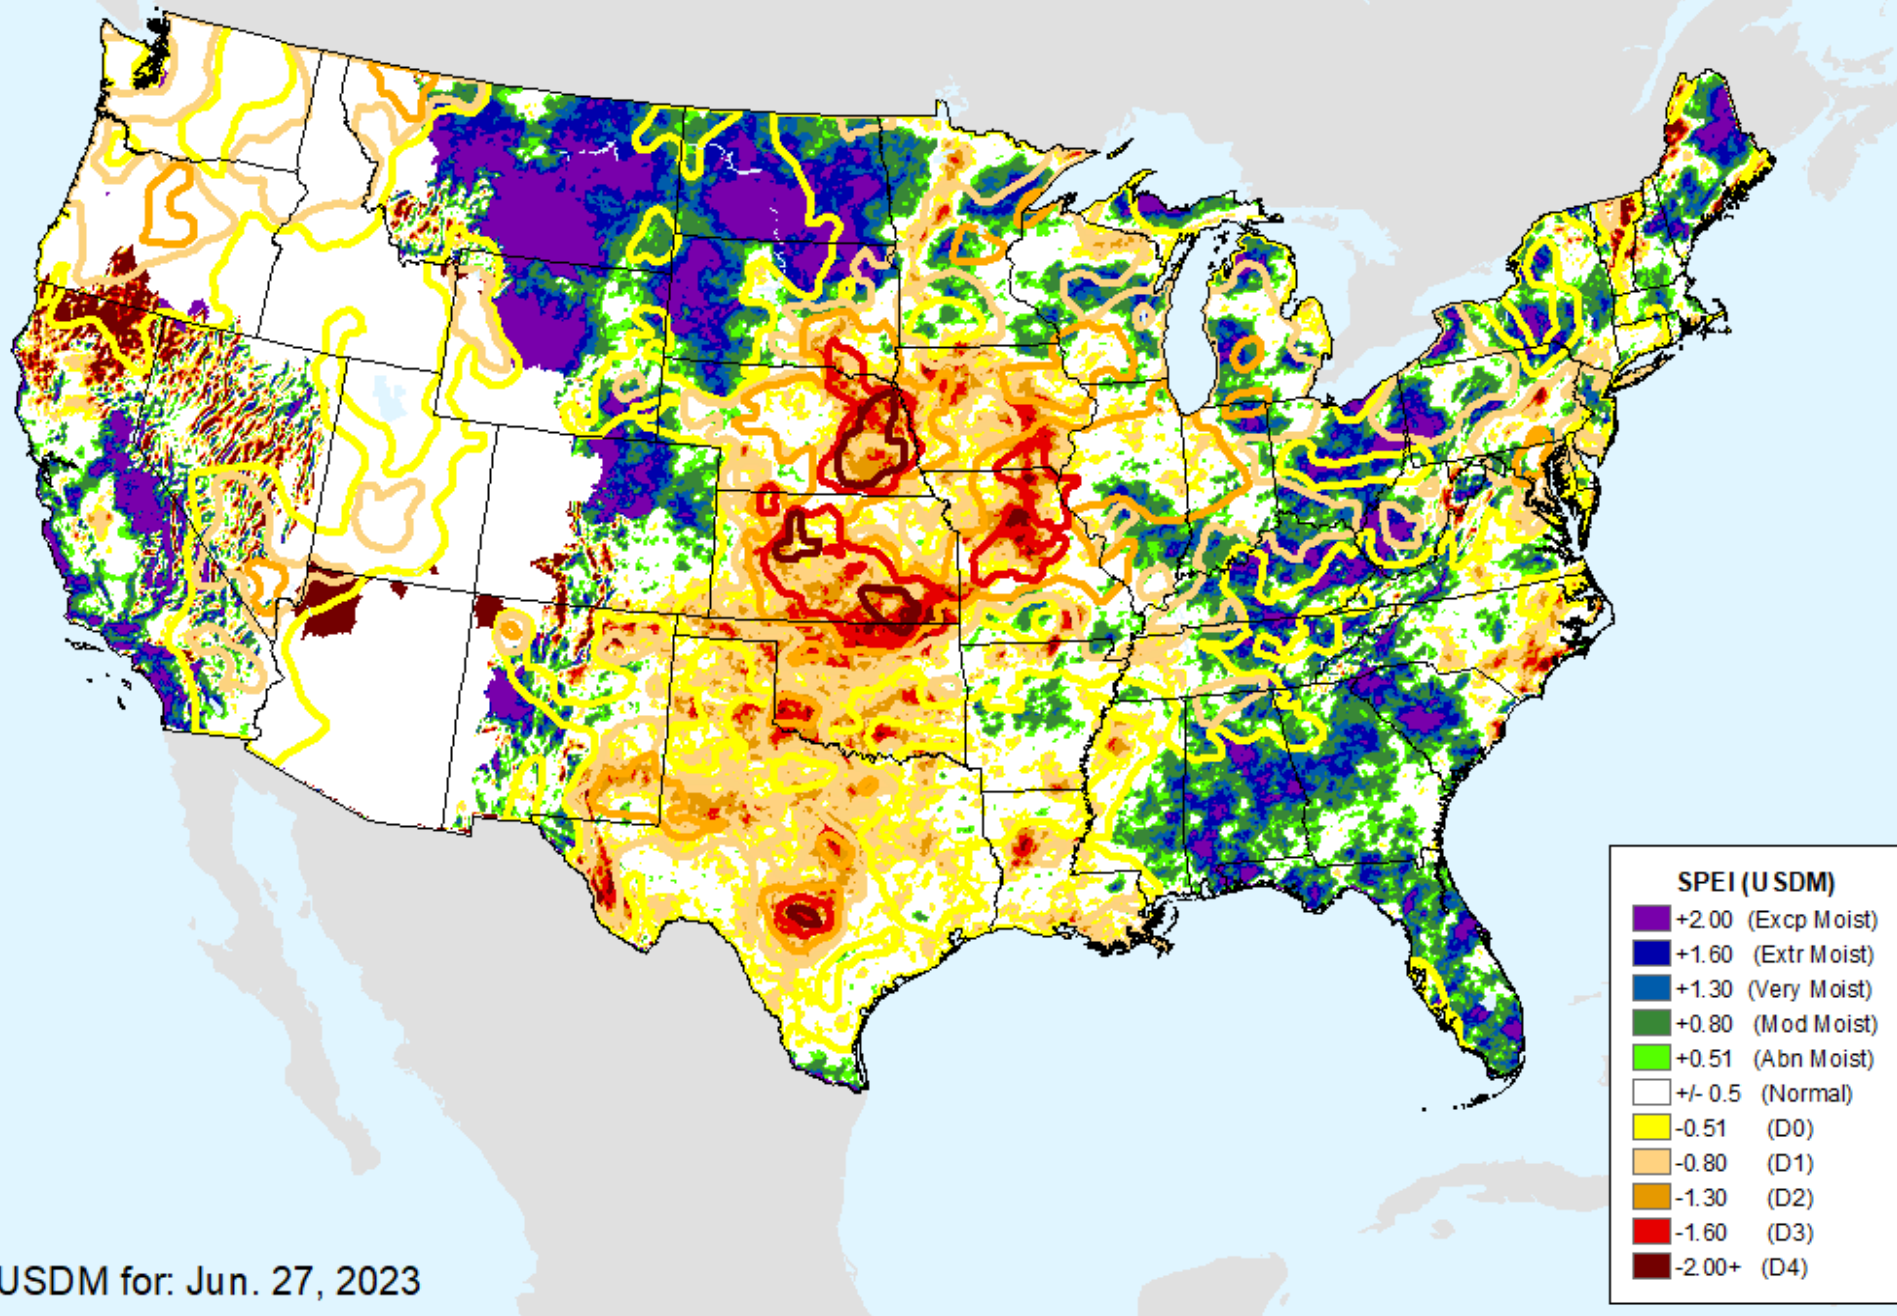 SPEI (USDM)
+2.00 (Excp Moist)
+1.60 (Extr Moist)
+1.30 (Very Moist)
+0.80 (Mod Moist)
+0.51 (Abn Moist)
+/- 0.5 (Normal)
-0.51 (D0)
-0.80 (D1)
-1.30 (D2)
-1.60 (D3)
-2.00+ (D4)
USDM for: Jun. 27, 2023